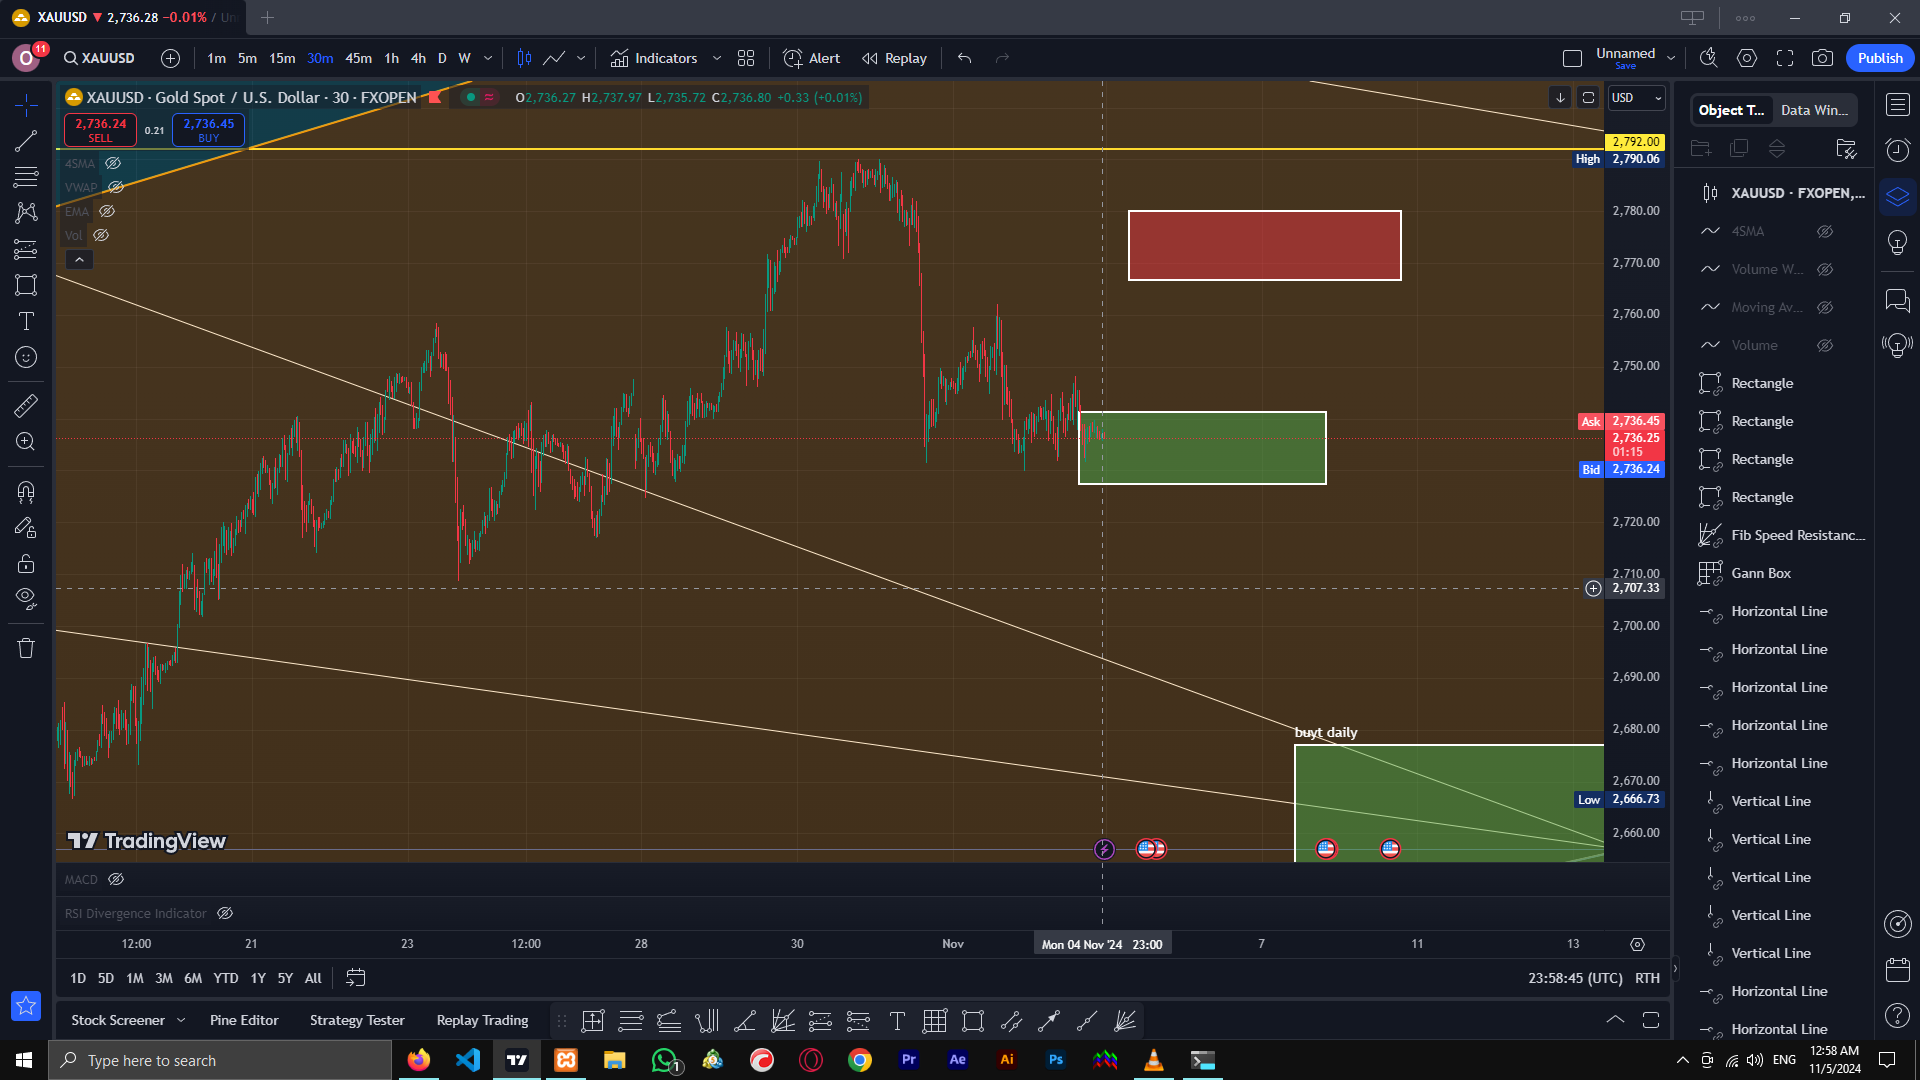 XAUUSD ▼ 2,736.28 −0.01% / Un
O 11 XAUUSD 1m 5m 15m 30m 45m 1h 4h D W Indicators Alert Replay Unnamed Save Publish
XAUUSD · Gold Spot / U.S. Dollar · 30 · FXOPEN O2,736.27 H2,737.97 L2,735.72 C2,736.80 +0.33 (+0.01%) USD
2,736.24 SELL 0.21 2,736.45 BUY
4SMA
VWAP
EMA
Vol
2,792.00
High 2,790.06
2,780.00
2,770.00
2,760.00
2,750.00
Ask 2,736.45
2,736.25
01:15
Bid 2,736.24
2,720.00
2,710.00
2,707.33
2,700.00
2,690.00
2,680.00
buyt daily
2,670.00
Low 2,666.73
2,660.00
TradingView
MACD
RSI Divergence Indicator
12:00 21 23 12:00 28 30 Nov Mon 04 Nov '24 23:00 7 11 13
1D 5D 1M 3M 6M YTD 1Y 5Y All 23:58:45 (UTC) RTH
Stock Screener Pine Editor Strategy Tester Replay Trading
Object T... Data Win...
XAUUSD · FXOPEN,...
4SMA
Volume W...
Moving Av...
Volume
Rectangle
Rectangle
Rectangle
Rectangle
Fib Speed Resistanc...
Gann Box
Horizontal Line
Horizontal Line
Horizontal Line
Horizontal Line
Horizontal Line
Vertical Line
Vertical Line
Vertical Line
Vertical Line
Vertical Line
Horizontal Line
Horizontal Line
Type here to search 1 Pr Ae Ai Ps ENG 12:58 AM
11/5/2024